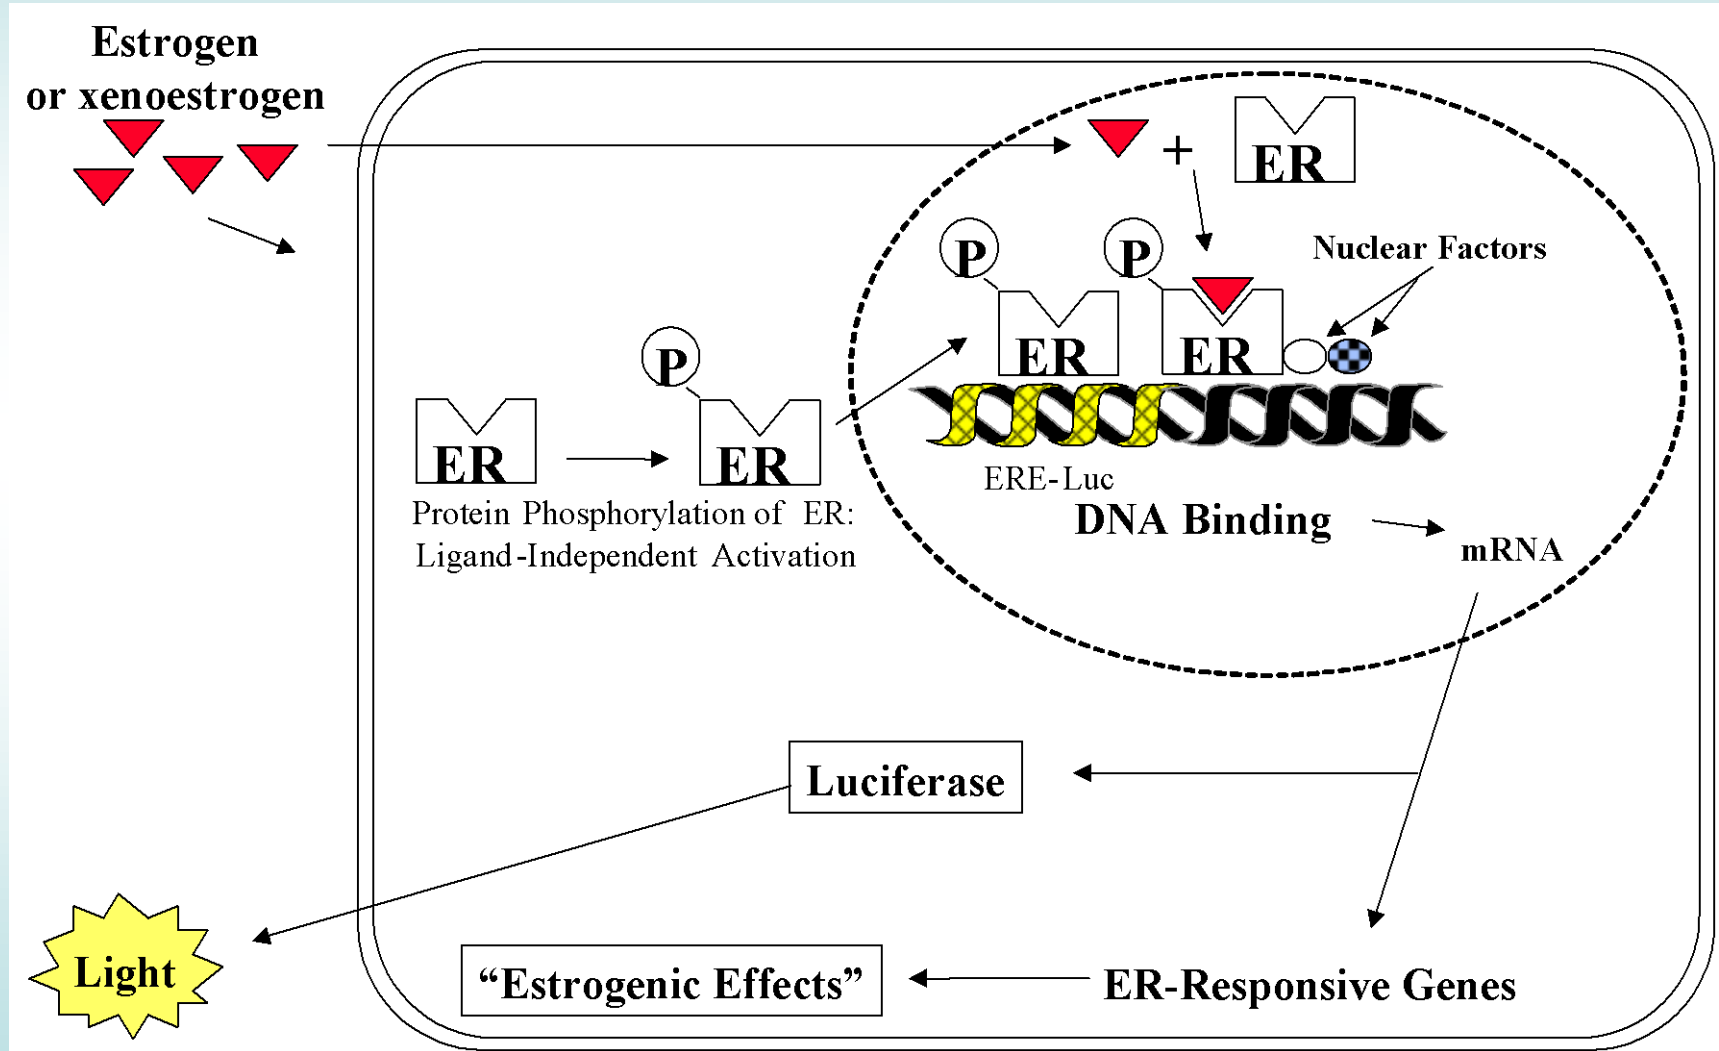 Estrogen
or xenoestrogen
+
ER
P
P
Nuclear Factors
ER
ER
P
ER
ER
ERE-Luc
Protein Phosphorylation of ER:
Ligand-Independent Activation
DNA Binding
mRNA
Luciferase
Light
“Estrogenic Effects”
ER-Responsive Genes